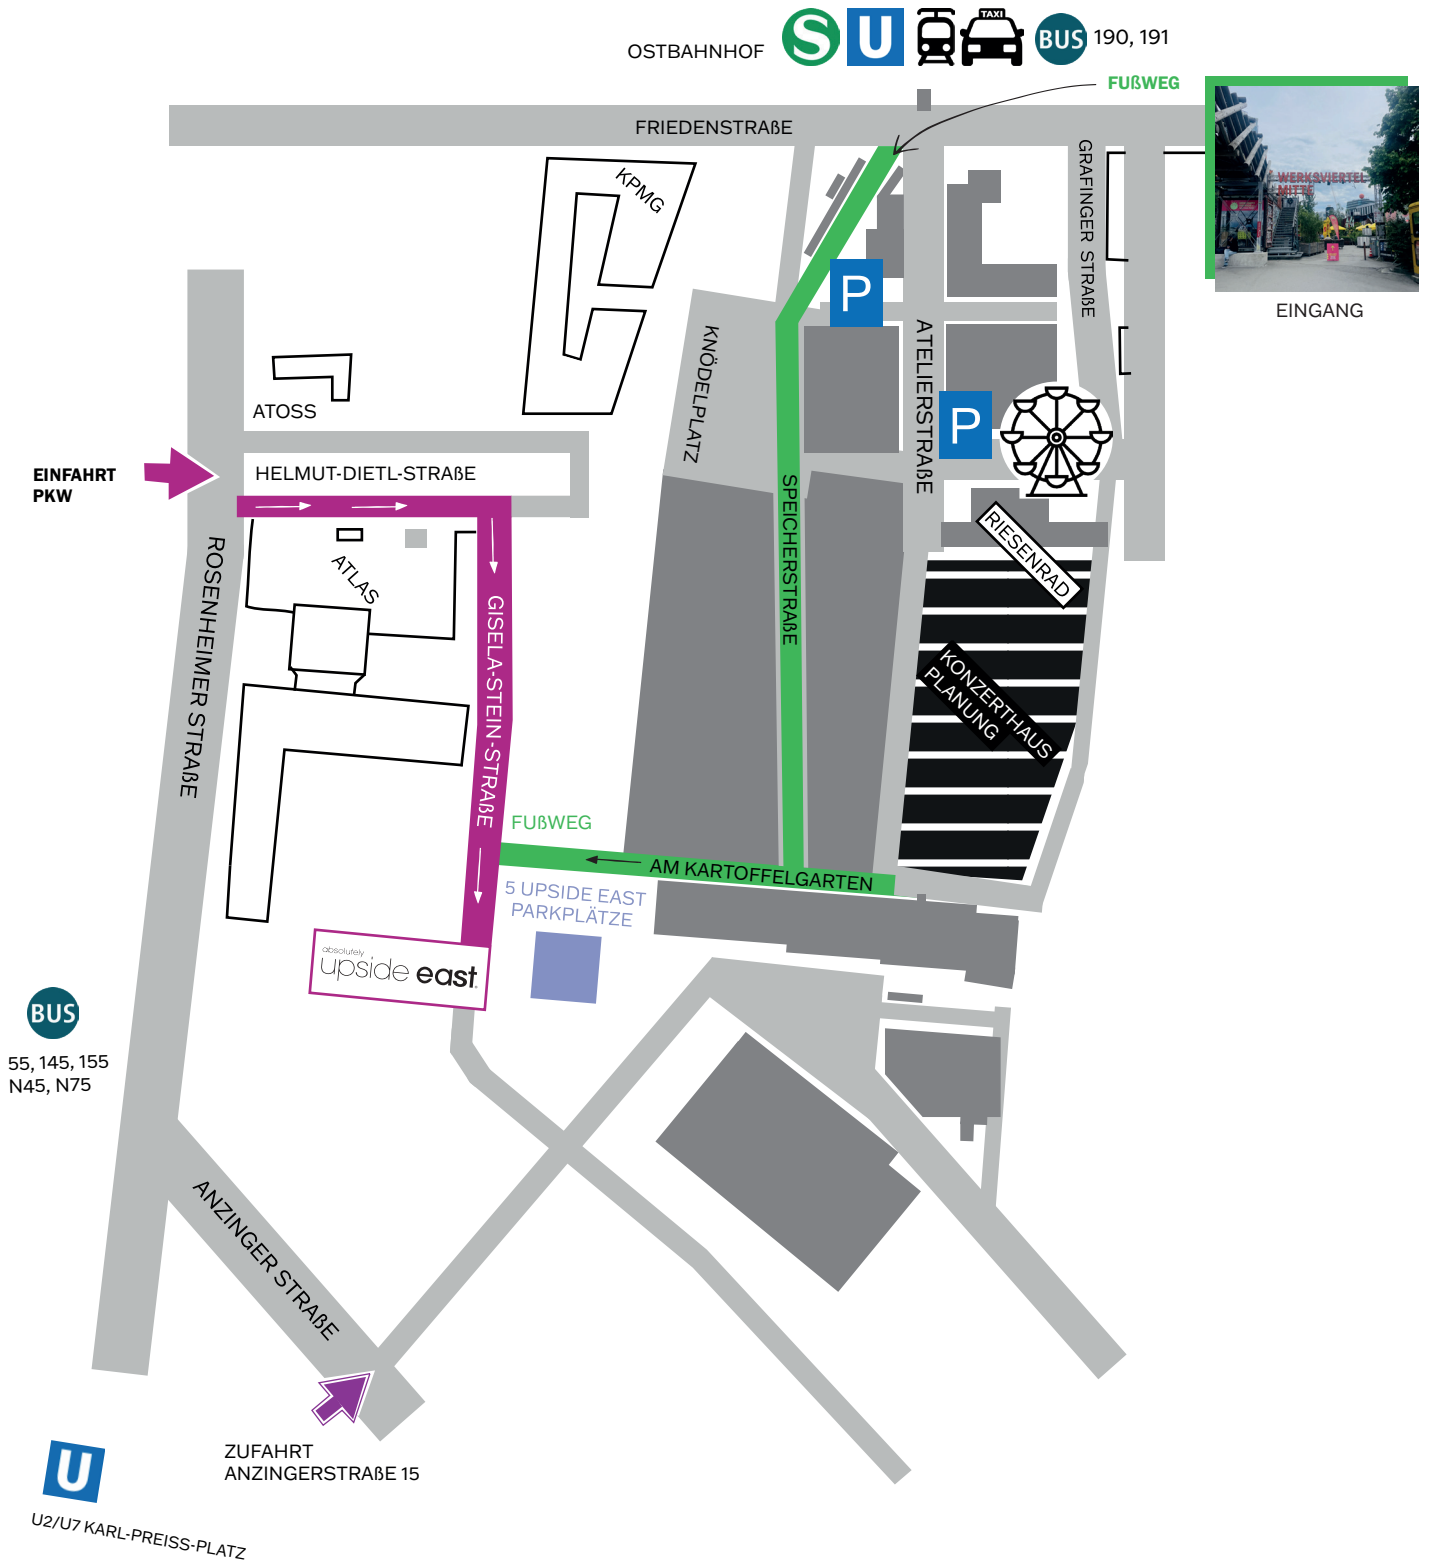 OSTBAHNHOF
S
U
TAXI
BUS
190, 191
FUßWEG
FRIEDENSTRAßE
KPMG
GRAFINGER STRAßE
WERKSVIERTEL
MITTE
EINGANG
P
KNÖDELPLATZ
ATELIERSTRAßE
P
ATOSS
EINFAHRT
PKW
HELMUT-DIETL-STRAßE
ROSENHEIMER STRAßE
ATLAS
GISELA-STEIN-STRAßE
SPEICHERSTRAßE
RIESENRAD
KONZERTHAUS
PLANUNG
FUßWEG
AM KARTOFFELGARTEN
5 UPSIDE EAST
PARKPLÄTZE
absolutely
upside east.
BUS
55, 145, 155
N45, N75
ANZINGER STRAßE
ZUFAHRT
ANZINGERSTRAßE 15
U
U2/U7 KARL-PREISS-PLATZ